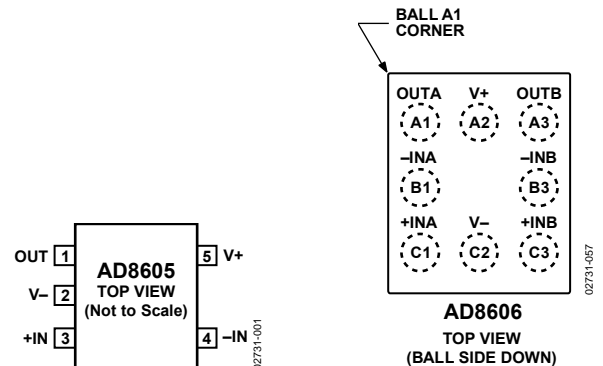 BALL A1
CORNER
OUTA V+ OUTB
A1 A2 A3
–INA –INB
B1 B3
+INA V– +INB
C1 C2 C3
02731-057
AD8606
TOP VIEW
(BALL SIDE DOWN)
OUT 1
V– 2
+IN 3
AD8605
TOP VIEW
(Not to Scale)
5 V+
4 –IN
02731-001